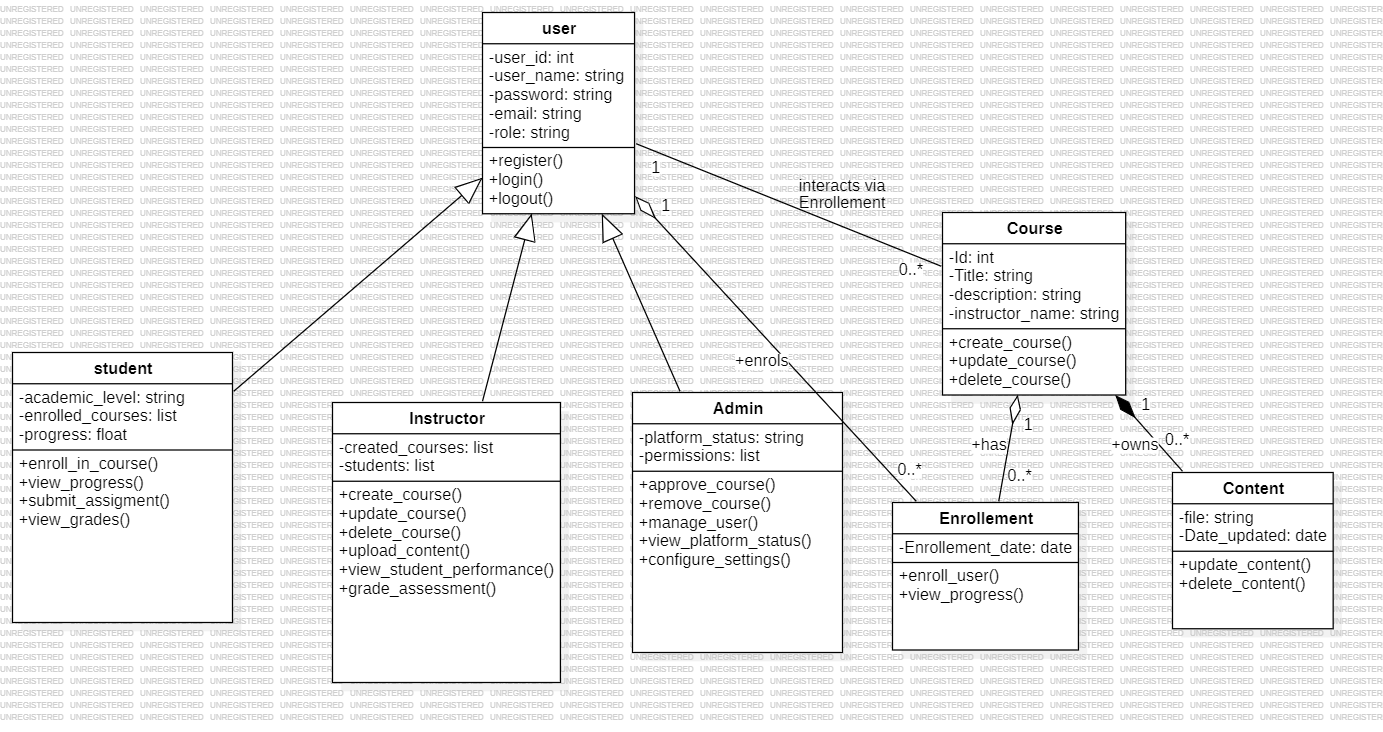 user
-user_id: int
-user_name: string
-password: string
-email: string
-role: string
+register()
+login()
+logout()
1
1
interacts via
Enrollement
0..*
+enrols
0..*
Course
-Id: int
-Title: string
-description: string
-instructor_name: string
+create_course()
+update_course()
+delete_course()
1
+has
0..*
1
+owns
0..*
student
-academic_level: string
-enrolled_courses: list
-progress: float
+enroll_in_course()
+view_progress()
+submit_assigment()
+view_grades()
Instructor
-created_courses: list
-students: list
+create_course()
+update_course()
+delete_course()
+upload_content()
+view_student_performance()
+grade_assessment()
Admin
-platform_status: string
-permissions: list
+approve_course()
+remove_course()
+manage_user()
+view_platform_status()
+configure_settings()
Enrollement
-Enrollement_date: date
+enroll_user()
+view_progress()
Content
-file: string
-Date_updated: date
+update_content()
+delete_content()
UNREGISTERED